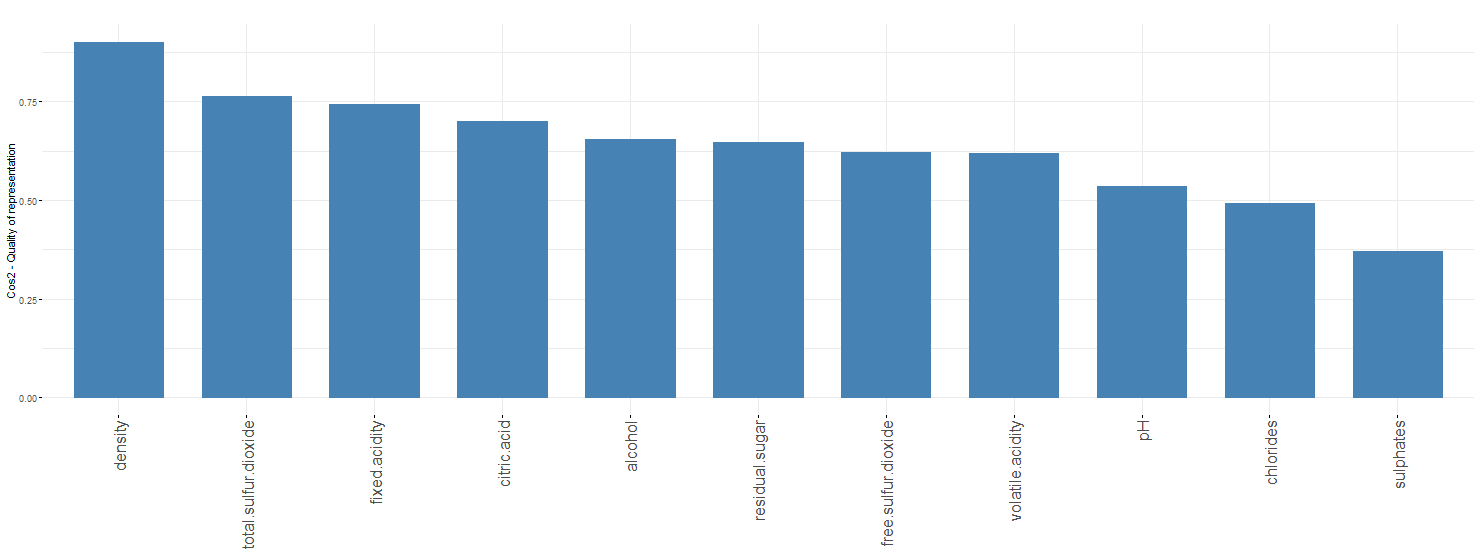 Cos2 - Quality of representation
0.75
0.50
0.25
0.00
density
total.sulfur.dioxide
fixed.acidity
citric.acid
alcohol
residual.sugar
free.sulfur.dioxide
volatile.acidity
pH
chlorides
sulphates